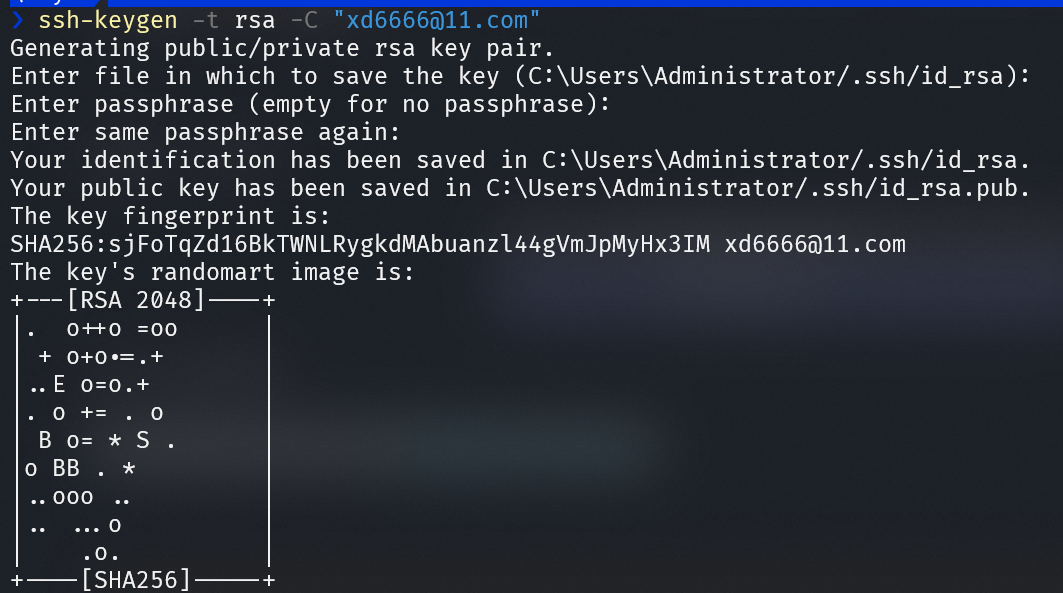 ❯ ssh-keygen -t rsa -C "xd6666@11.com"
Generating public/private rsa key pair.
Enter file in which to save the key (C:\Users\Administrator/.ssh/id_rsa):
Enter passphrase (empty for no passphrase):
Enter same passphrase again:
Your identification has been saved in C:\Users\Administrator/.ssh/id_rsa.
Your public key has been saved in C:\Users\Administrator/.ssh/id_rsa.pub.
The key fingerprint is:
SHA256:sjFoTqZd16BkTWNLRygkdMAbuanzl44gVmJpMyHx3IM xd6666@11.com
The key's randomart image is:
+---[RSA 2048]----+
|.  o++o =oo      |
| + o+o*=.+       |
|..E o=o.+        |
|. o += . o       |
| B o= * S .      |
|o BB . *         |
|..ooo ..         |
|..  ...o         |
|    .o.          |
+----[SHA256]-----+